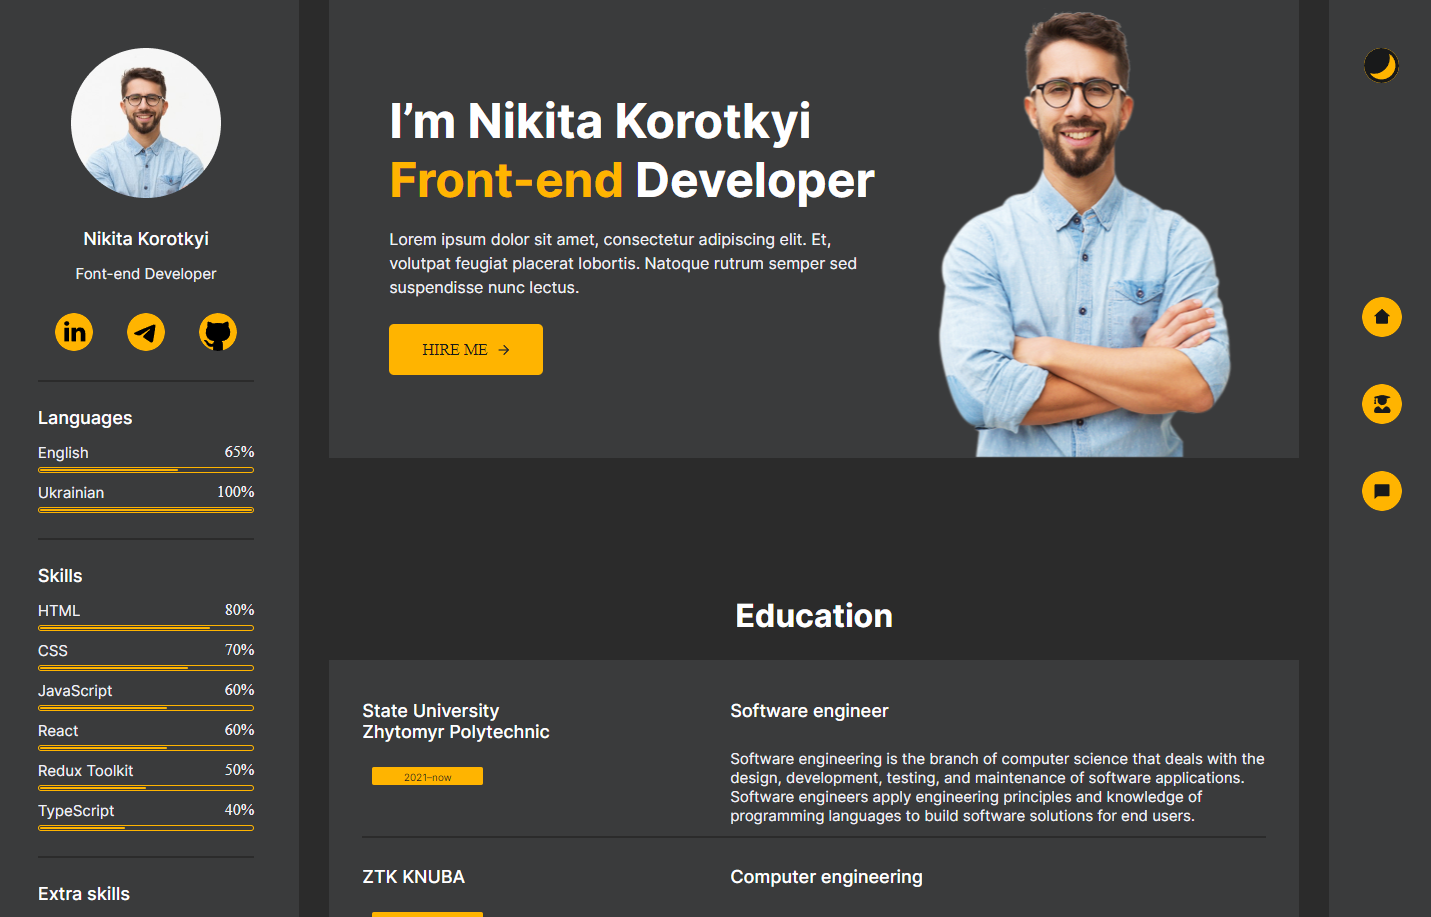 Nikita Korotkyi
Font-end Developer
in
Languages
English 65%
Ukrainian 100%
Skills
HTML 80%
CSS 70%
JavaScript 60%
React 60%
Redux Toolkit 50%
TypeScript 40%
Extra skills
I’m Nikita Korotkyi
Front-end Developer
Lorem ipsum dolor sit amet, consectetur adipiscing elit. Et,
volutpat feugiat placerat lobortis. Natoque rutrum semper sed
suspendisse nunc lectus.
HIRE ME
Education
State University
Zhytomyr Polytechnic
2021–now
Software engineer
Software engineering is the branch of computer science that deals with the
design, development, testing, and maintenance of software applications.
Software engineers apply engineering principles and knowledge of
programming languages to build software solutions for end users.
ZTK KNUBA
Computer engineering